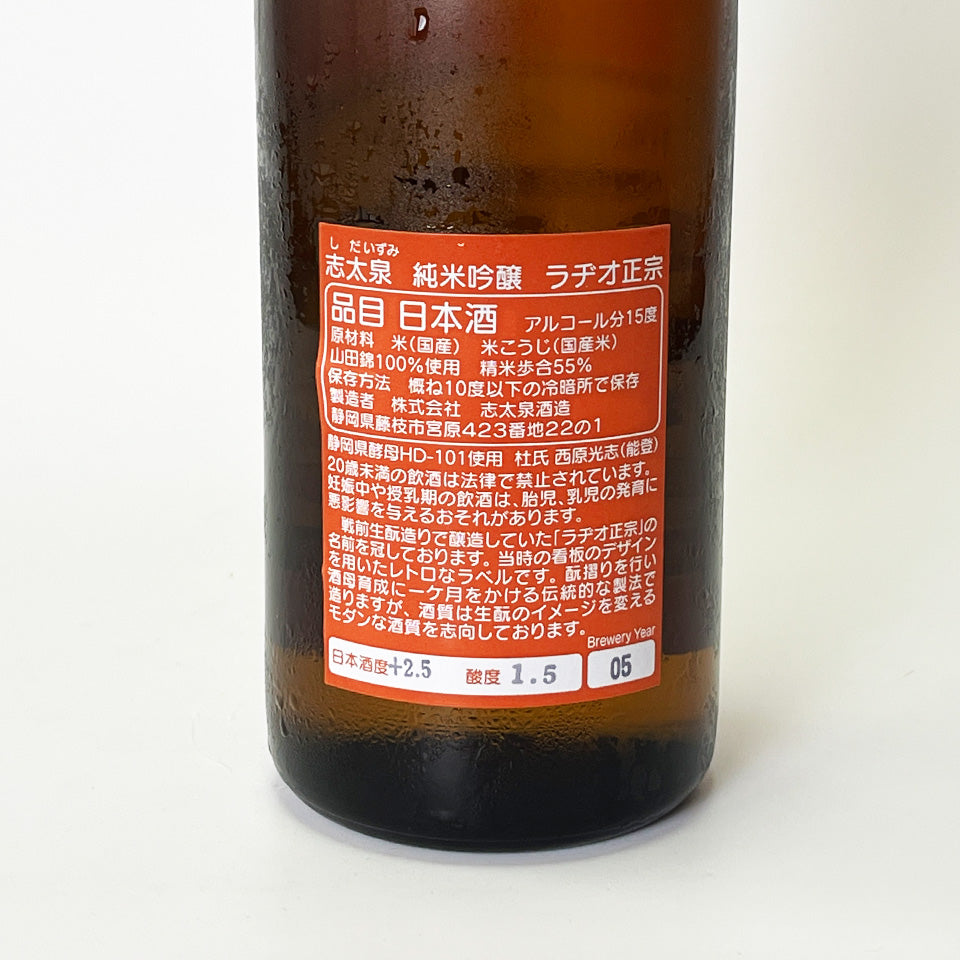 しだいずみ
志太泉 純米吟醸 ラヂオ正宗
品目 日本酒 アルコール分15度
原材料 米(国産) 米こうじ(国産米)
山田錦100%使用 精米歩合55%
保存方法 概ね10度以下の冷暗所で保存
製造者 株式会社 志太泉酒造
静岡県藤枝市宮原423番地22の1
静岡県酵母HD-101使用 杜氏 西原光志(能登)
20歳未満の飲酒は法律で禁止されています。
妊娠中や授乳期の飲酒は、胎児、乳児の発育に
悪影響を与えるおそれがあります。
戦前生酛造りで醸造していた「ラヂオ正宗」の
名前を冠しております。当時の看板のデザイン
を用いたレトロなラベルです。酛摺りを行い
酒母育成に一ケ月をかける伝統的な製法で
造りますが、酒質は生酛のイメージを変える
モダンな酒質を志向しております。
Brewery Year
日本酒度+2.5 酸度 1.5 05